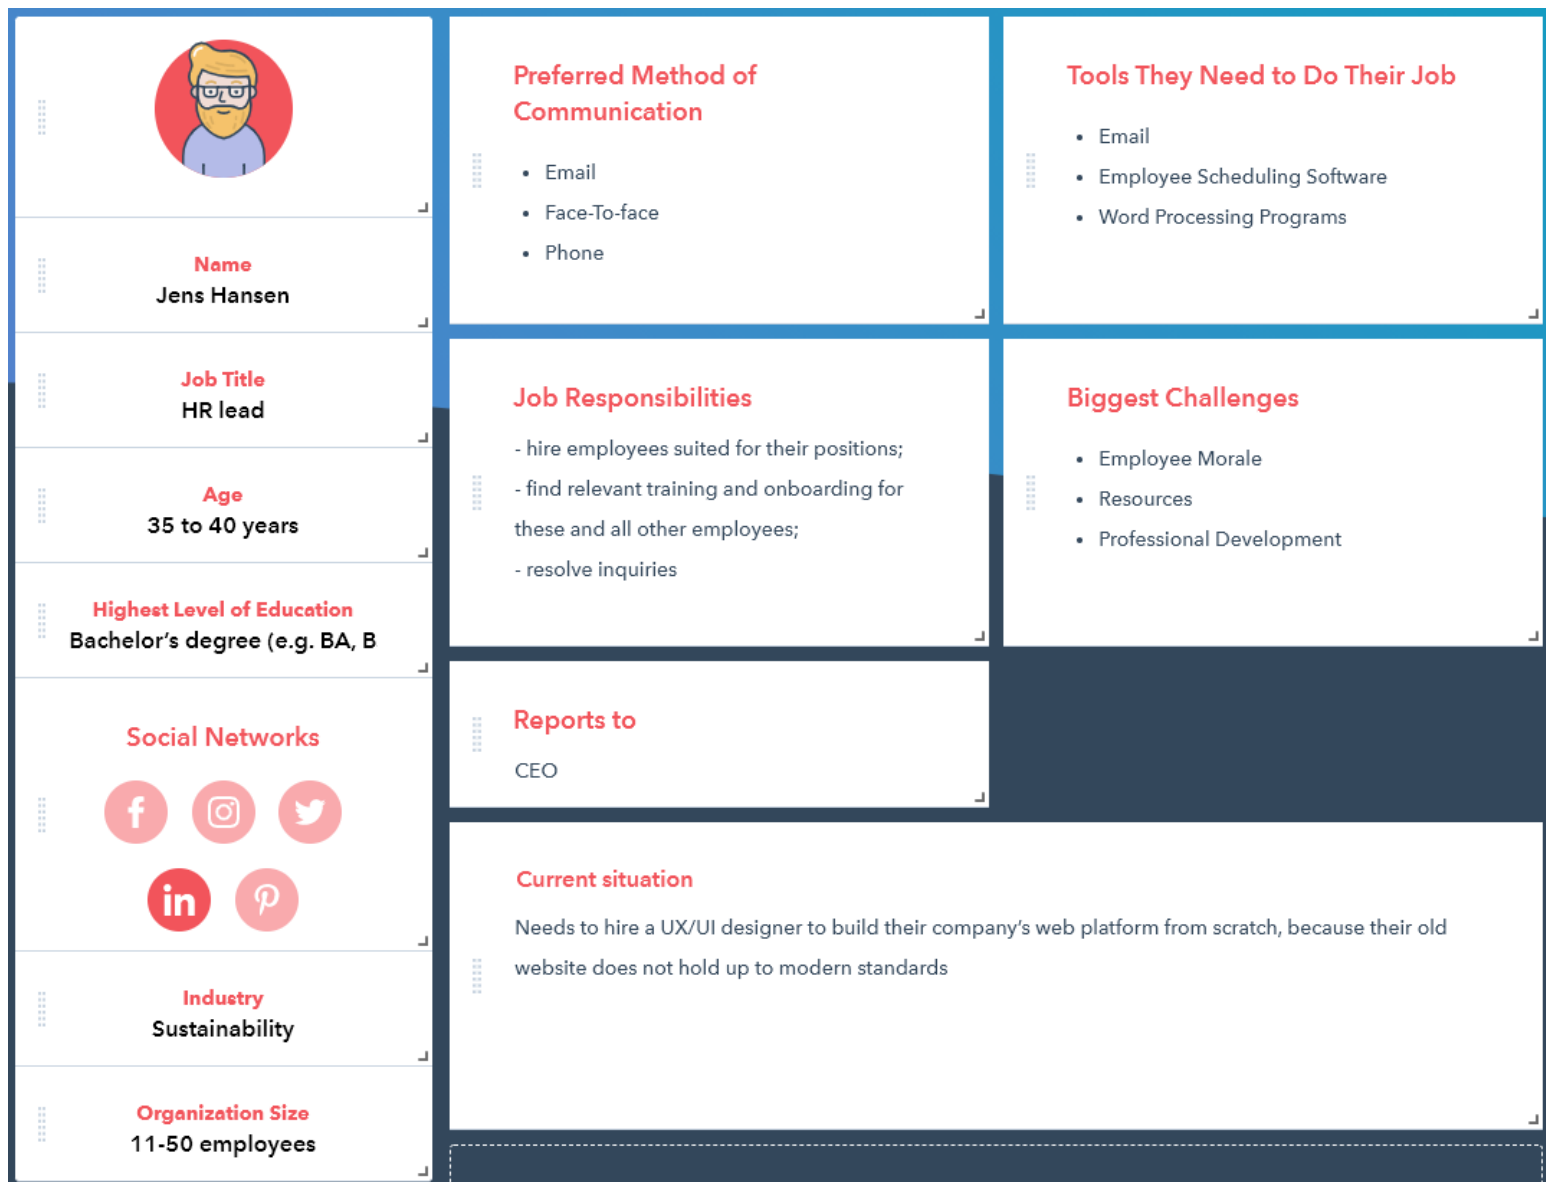 Name
Jens Hansen
Job Title
HR lead
Age
35 to 40 years
Highest Level of Education
Bachelor's degree (e.g. BA, B
Social Networks
f
in
Industry
Sustainability
Organization Size
11-50 employees
Preferred Method of
Communication
• Email
• Face-To-face
• Phone
Tools They Need to Do Their Job
• Email
• Employee Scheduling Software
• Word Processing Programs
Job Responsibilities
- hire employees suited for their positions;
- find relevant training and onboarding for
these and all other employees;
- resolve inquiries
Biggest Challenges
• Employee Morale
• Resources
• Professional Development
Reports to
CEO
Current situation
Needs to hire a UX/UI designer to build their company's web platform from scratch, because their old
website does not hold up to modern standards